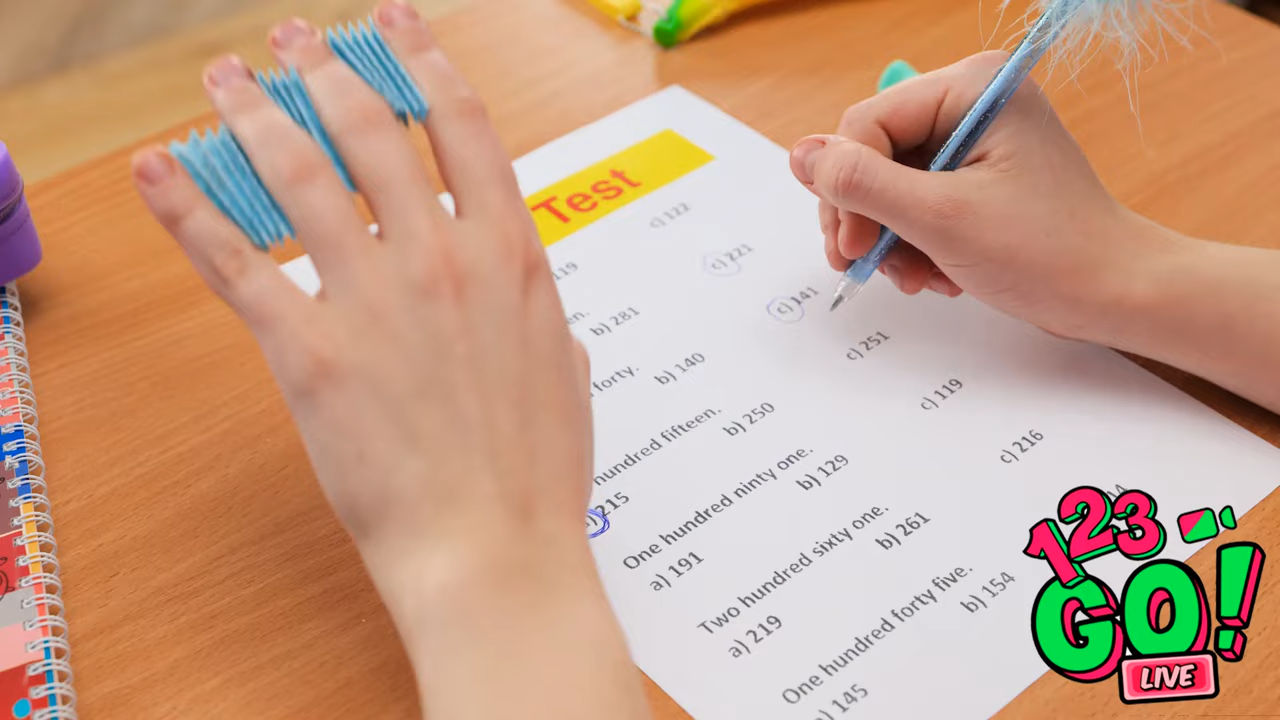 Test
119 c) 122
b) 281 c) 221
forty.
b) 140 c) 141
hundred fifteen.
215 b) 250 c) 251
One hundred ninty one.
a) 191 b) 129 c) 119
Two hundred sixty one.
a) 219 b) 261 c) 216
One hundred forty five.
a) 145 b) 154
123
GO!
LIVE